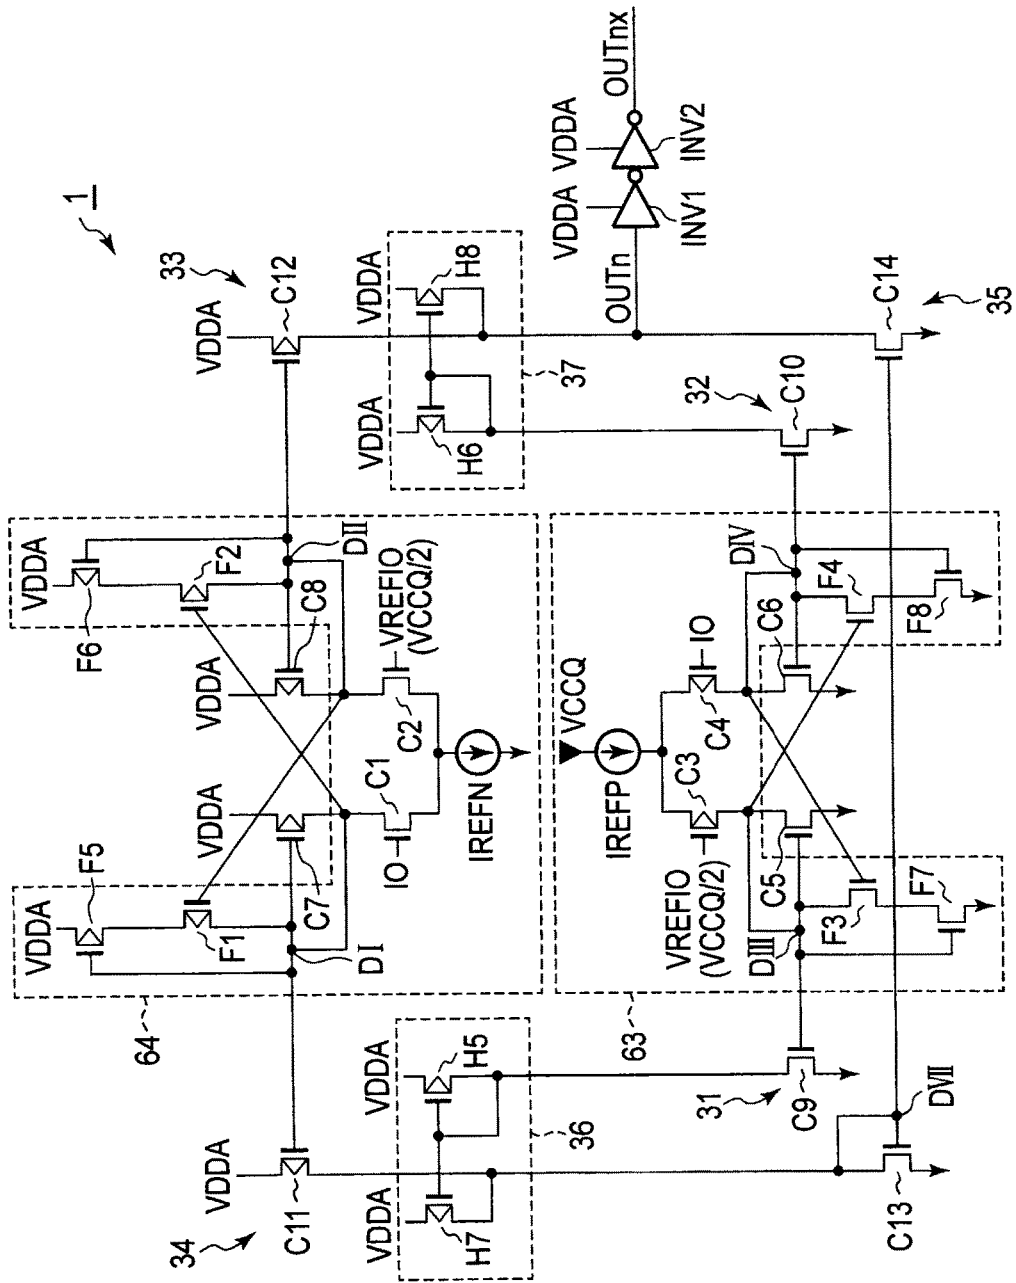 1
33
VDDA
C12
VDDA
VDDA
H6
H8
37
VDDA
VDDA
INV1
INV2
OUTn
OUTnx
32
C10
C14
35
VDDA
F6
F2
DII
VDDA
C8
C2
VREFIO
(VCCQ/2)
VDDA
C7
C1
IO
IREFN
VDDA
F5
F1
DI
64
DIV
F4
F8
C6
IO
C4
VCCQ
IREFP
C3
VREFIO
(VCCQ/2)
C5
DIII
F3
F7
63
34
VDDA
C11
VDDA
VDDA
H7
H5
36
31
C9
DVII
C13